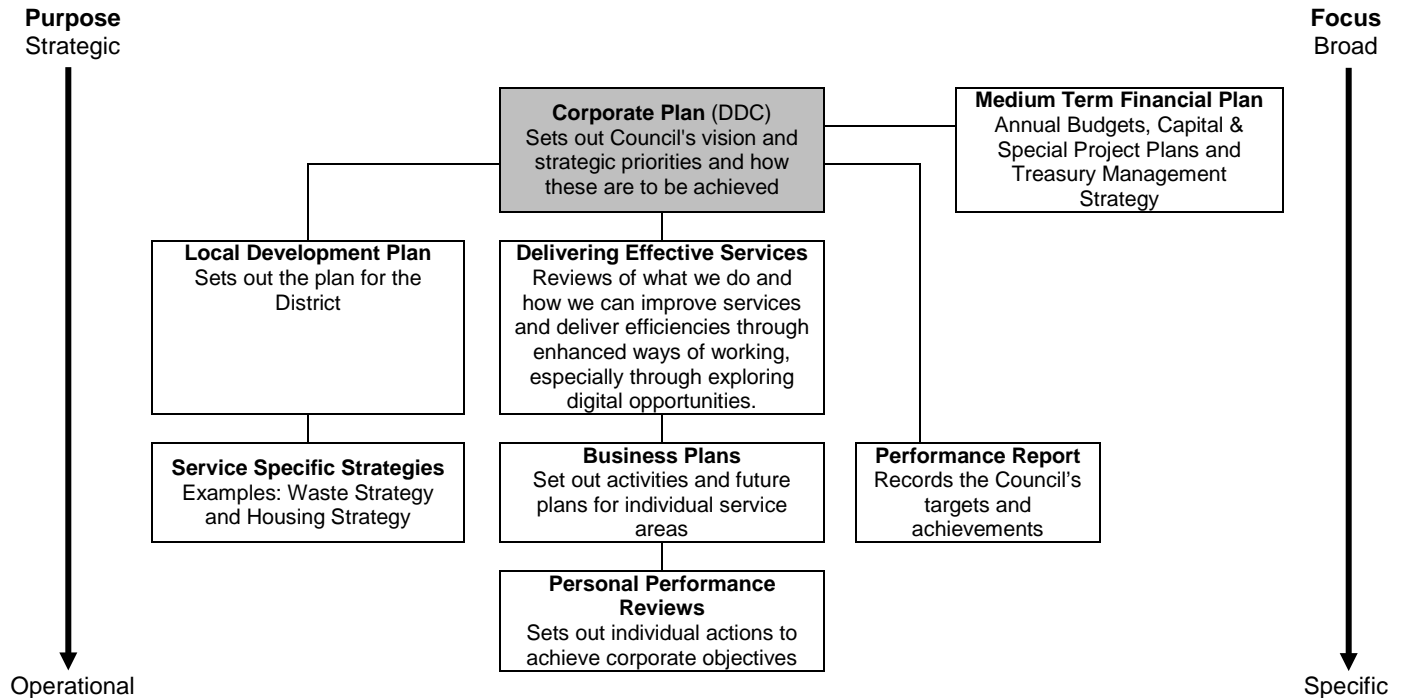 Purpose
Strategic
Focus
Broad
Corporate Plan (DDC)
Sets out Council's vision and
strategic priorities and how
these are to be achieved
Medium Term Financial Plan
Annual Budgets, Capital &
Special Project Plans and
Treasury Management
Strategy
Local Development Plan
Sets out the plan for the
District
Delivering Effective Services
Reviews of what we do and
how we can improve services
and deliver efficiencies through
enhanced ways of working,
especially through exploring
digital opportunities.
Service Specific Strategies
Examples: Waste Strategy
and Housing Strategy
Business Plans
Set out activities and future
plans for individual service
areas
Performance Report
Records the Council’s
targets and
achievements
Personal Performance
Reviews
Sets out individual actions to
achieve corporate objectives
Operational
Specific